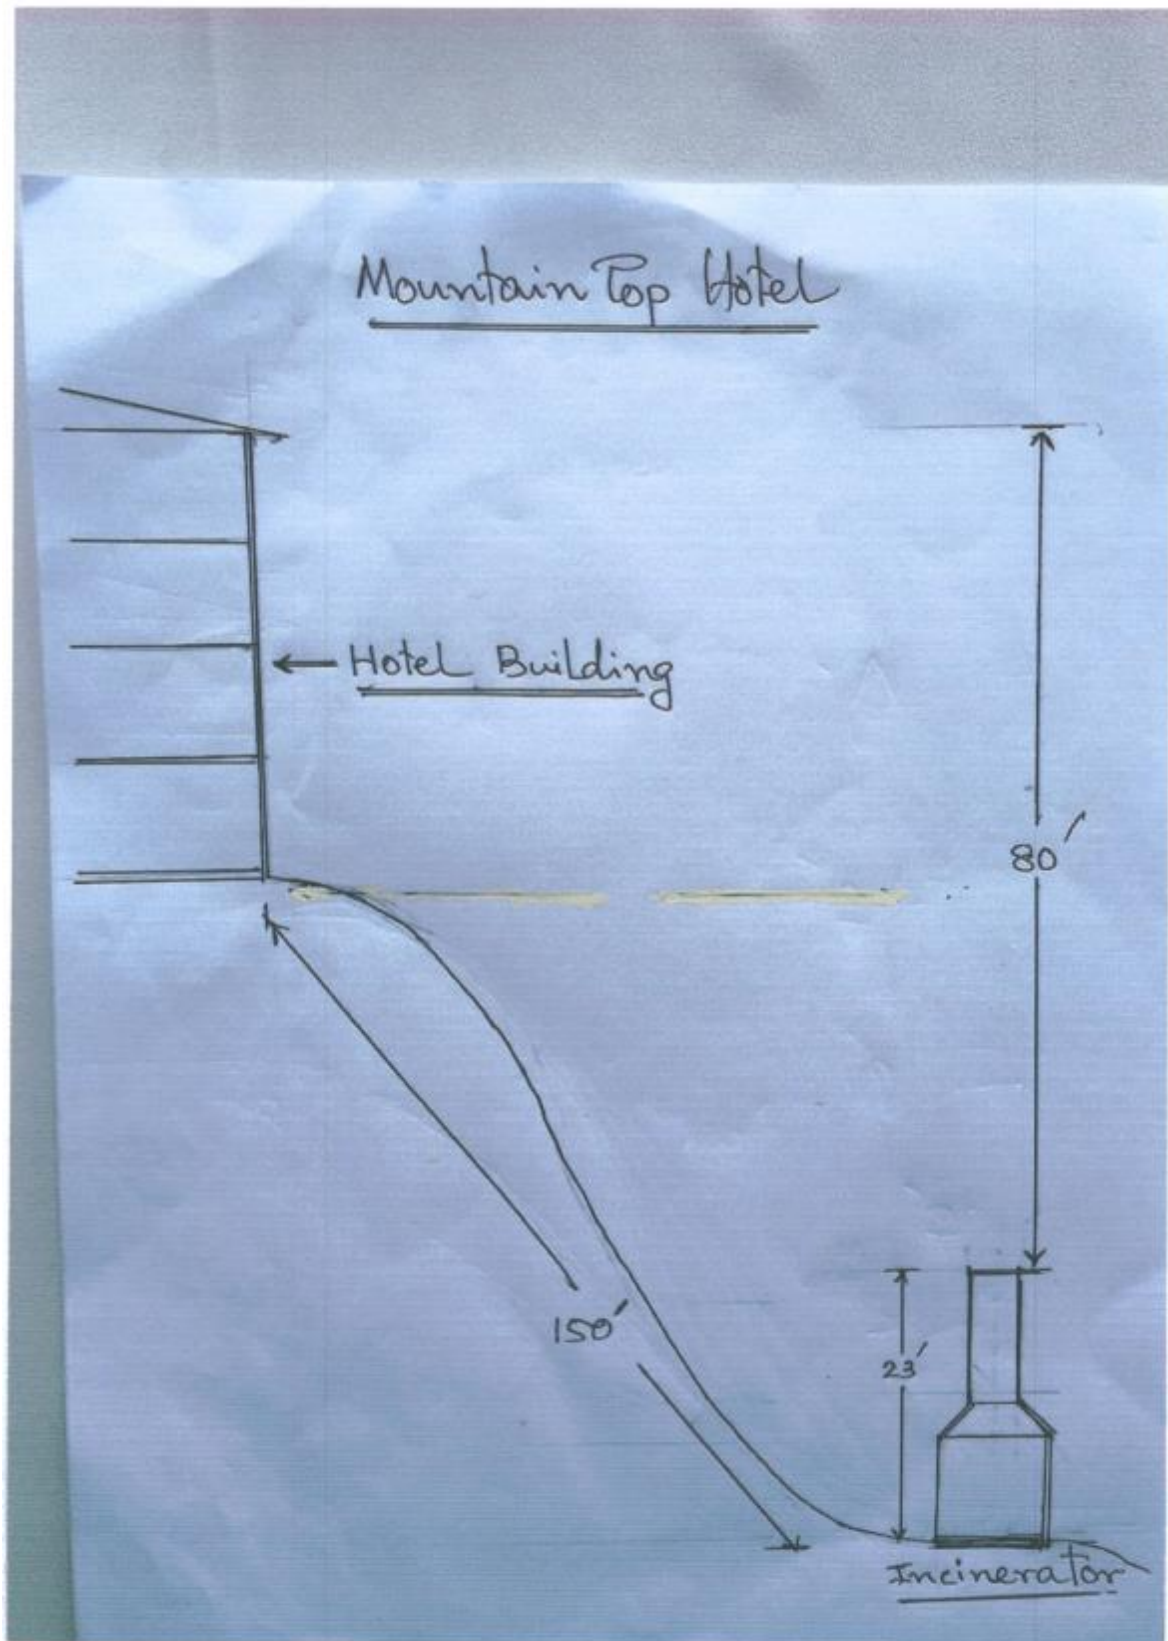 Mountain Top Hotel
Hotel Building
80'
150'
23'
Incinerator